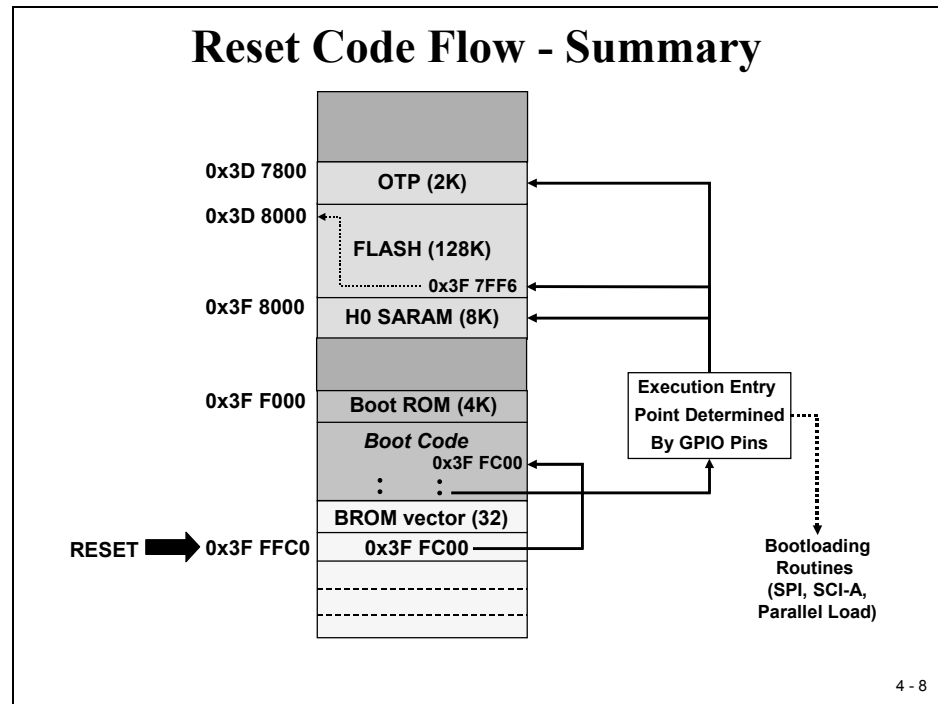 Reset Code Flow - Summary
0x3D 7800
OTP (2K)
0x3D 8000
FLASH (128K)
0x3F 7FF6
0x3F 8000
H0 SARAM (8K)
Execution Entry
Point Determined
By GPIO Pins
0x3F F000
Boot ROM (4K)
Boot Code
0x3F FC00
BROM vector (32)
RESET
0x3F FFC0
0x3F FC00
Bootloading
Routines
(SPI, SCI-A,
Parallel Load)
4 - 8